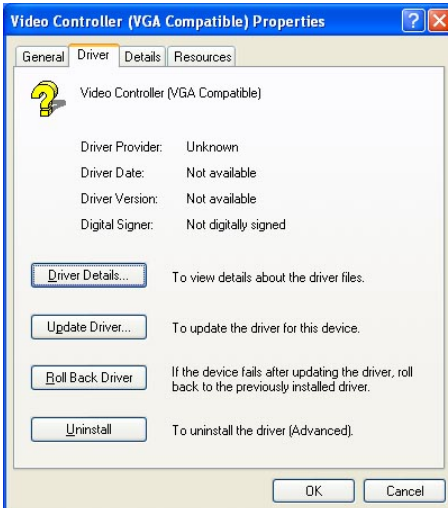 Video Controller (VGA Compatible) Properties
General Driver Details Resources
Video Controller (VGA Compatible)
Driver Provider: Unknown
Driver Date: Not available
Driver Version: Not available
Digital Signer: Not digitally signed
Driver Details... To view details about the driver files.
Update Driver... To update the driver for this device.
Roll Back Driver If the device fails after updating the driver, roll
back to the previously installed driver.
Uninstall To uninstall the driver (Advanced).
OK Cancel